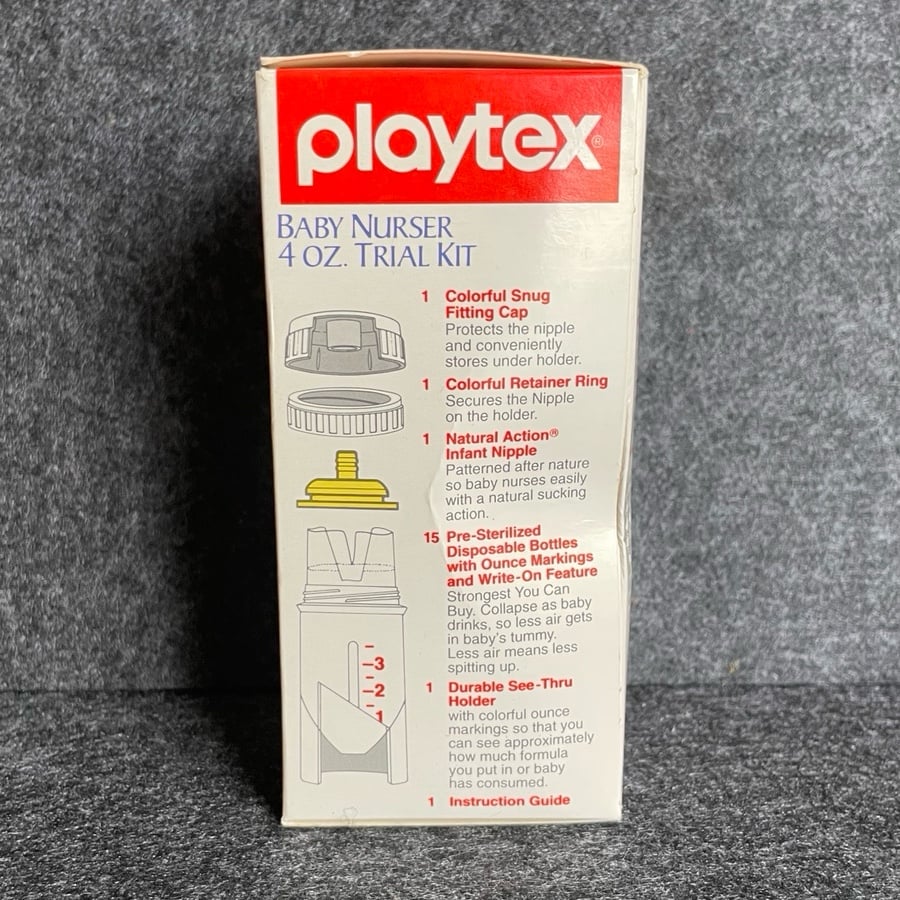 playtex®
BABY NURSER
4 OZ. TRIAL KIT
1 Colorful Snug
Fitting Cap
Protects the nipple
and conveniently
stores under holder.
1 Colorful Retainer Ring
Secures the Nipple
on the holder.
1 Natural Action®
Infant Nipple
Patterned after nature
so baby nurses easily
with a natural sucking
action.
15 Pre-Sterilized
Disposable Bottles
with Ounce Markings
and Write-On Feature
Strongest You Can
Buy. Collapse as baby
drinks, so less air gets
in baby's tummy.
Less air means less
spitting up.
1 Durable See-Thru
Holder
with colorful ounce
markings so that you
can see approximately
how much formula
you put in or baby
has consumed.
1 Instruction Guide
3
2
1